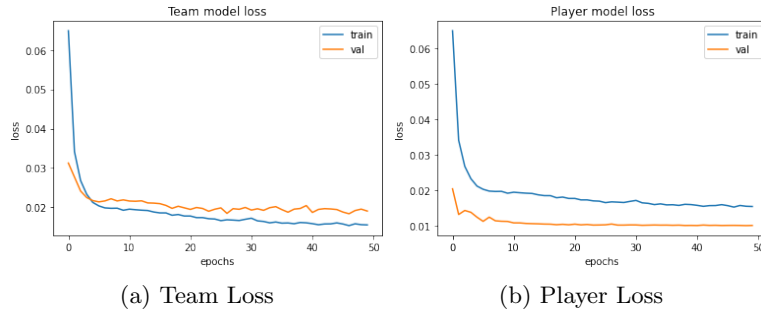 Team model loss
train
val
0.06
0.05
0.04
0.03
0.02
loss
0 10 20 30 40 50
epochs
(a) Team Loss
Player model loss
train
val
0.06
0.05
0.04
0.03
0.02
0.01
loss
0 10 20 30 40 50
epochs
(b) Player Loss